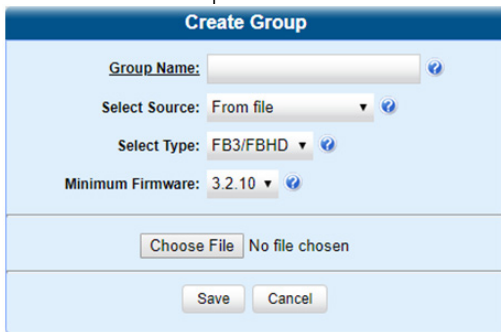 Create Group
Group Name:
Select Source: From file
Select Type: FB3/FBHD
Minimum Firmware: 3.2.10
Choose File No file chosen
Save Cancel